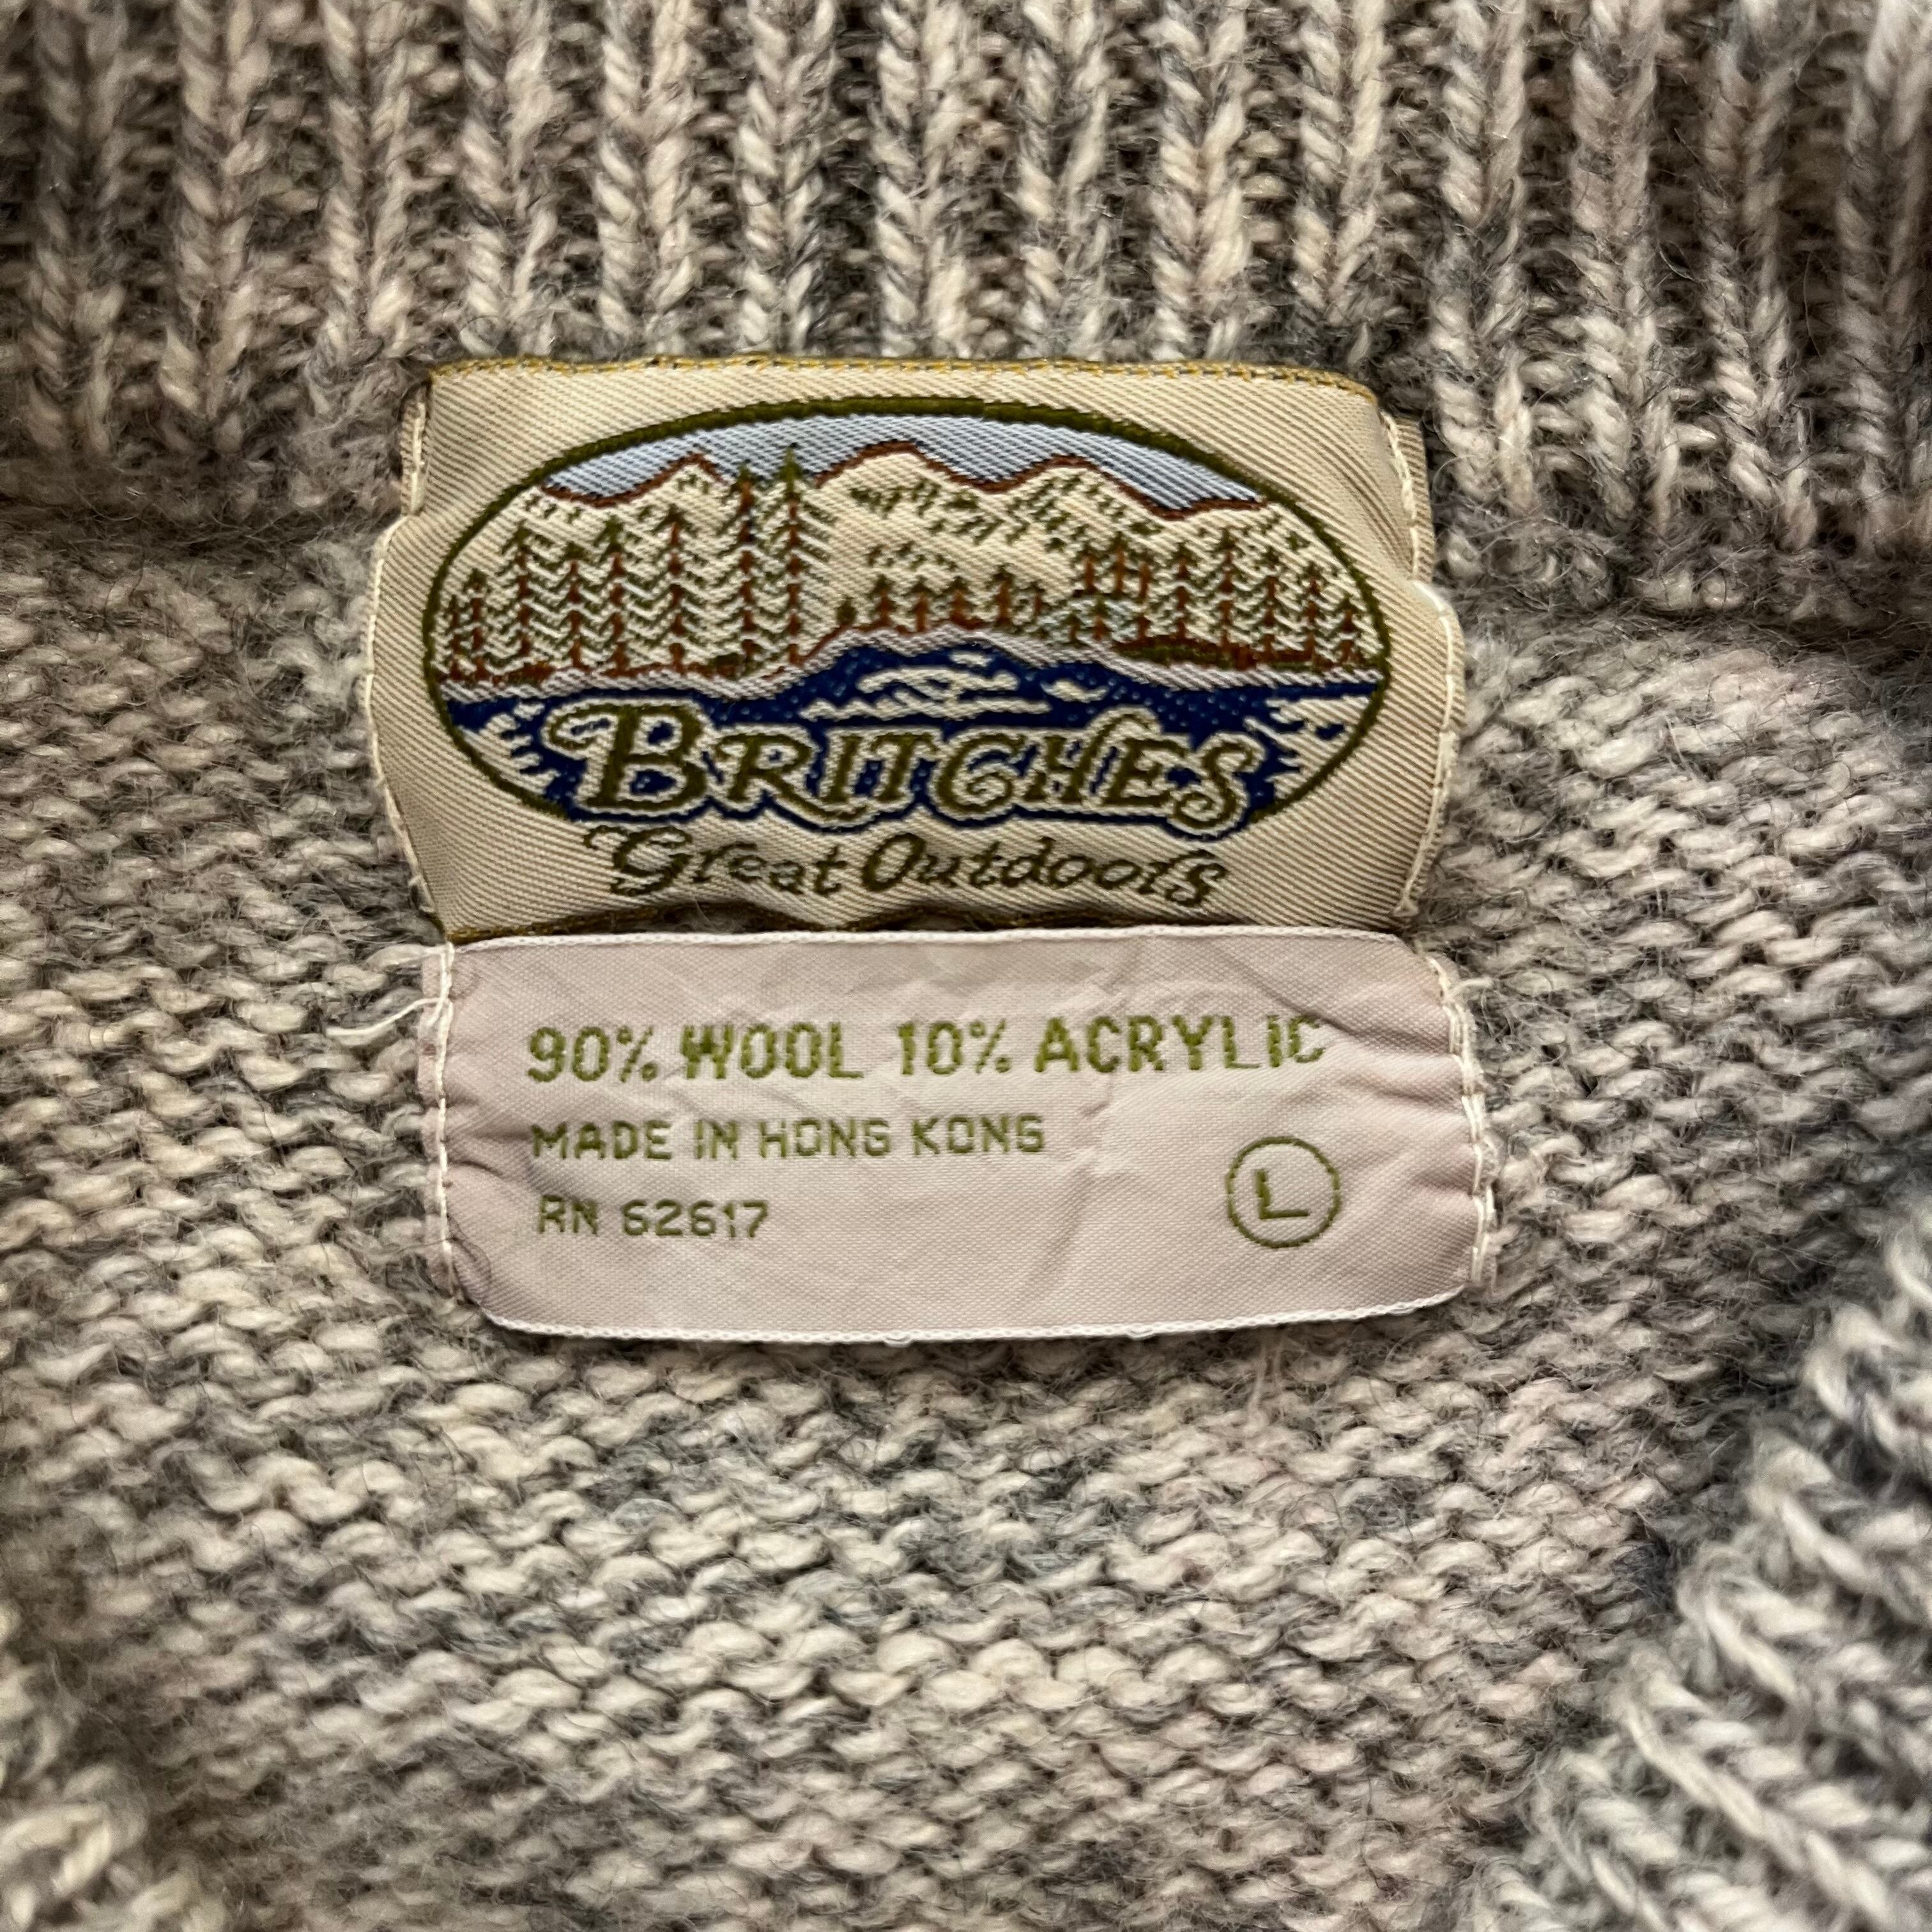 BRITCHES
Great Outdoors
90% WOOL 10% ACRYLIC
MADE IN HONG KONG
RN 62617
L